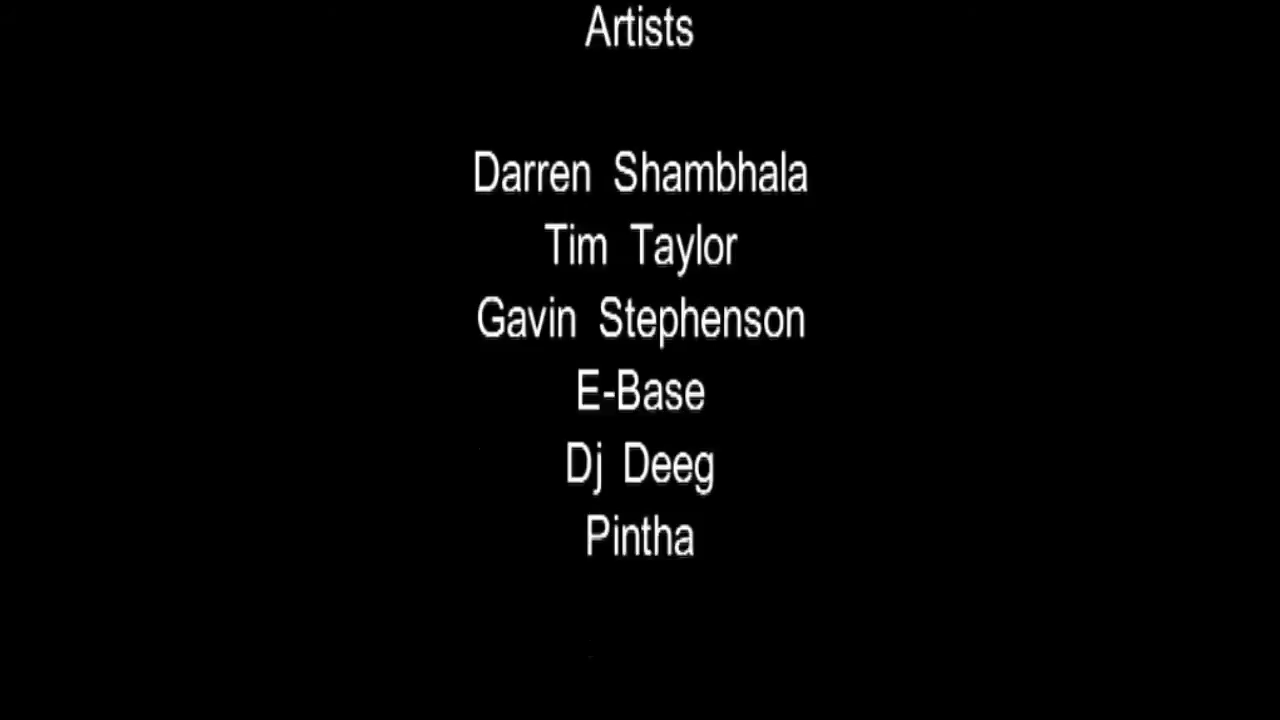 Artists
Darren Shambhala
Tim Taylor
Gavin Stephenson
E-Base
Dj Deeg
Pintha